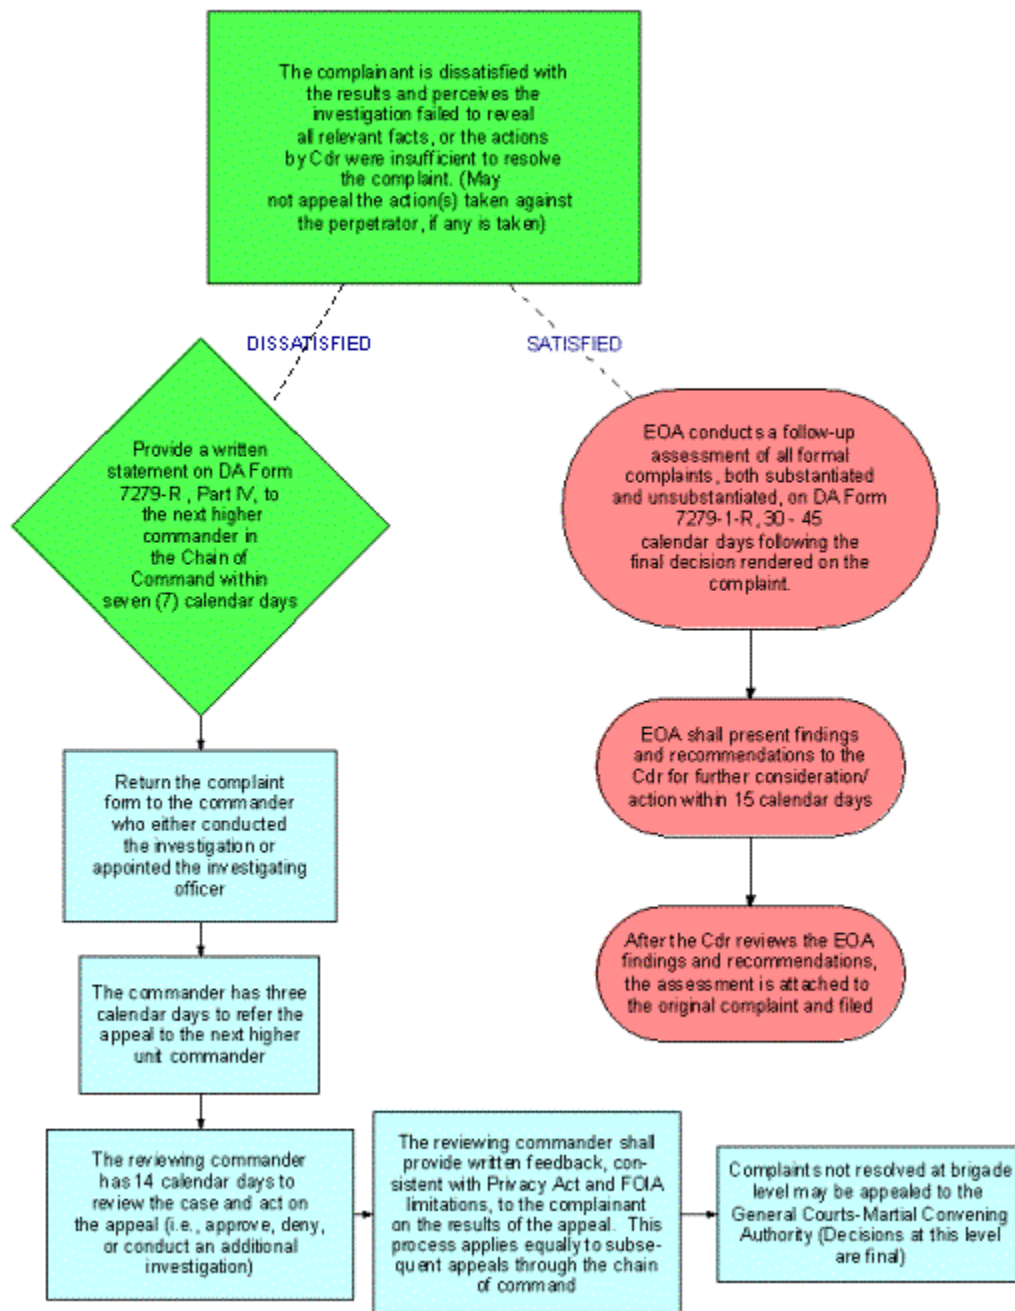 The complainant is dissatisfied with
the results and perceives the
investigation failed to reveal
all relevant facts, or the actions
by Cdr were insufficient to resolve
the complaint. (May
not appeal the action(s) taken against
the perpetrator, if any is taken)
DISSATISFIED
SATISFIED
Provide a written
statement on DA Form
7279-R , Part IV, to
the next higher
commander in
the Chain of
Command within
seven (7) calendar days
EOA conducts a follow-up
assessment of all formal
complaints, both substantiated
and unsubstantiated, on DA Form
7279-1-R, 30 - 45
calendar days following the
final decision rendered on the
complaint.
Return the complaint
form to the commander
who either conducted
the investigation or
appointed the investigating
officer
EOA shall present findings
and recommendations to the
Cdr for further consideration/
action within 15 calendar days
The commander has three
calendar days to refer the
appeal to the next higher
unit commander
After the Cdr reviews the EOA
findings and recommendations,
the assessment is attached to
the original complaint and filed
The reviewing commander
has 14 calendar days to
review the case and act on
the appeal (i.e., approve, deny,
or conduct an additional
investigation)
The reviewing commander shall
provide written feedback, con-
sistent with Privacy Act and FOIA
limitations, to the complainant
on the results of the appeal. This
process applies equally to subse-
quent appeals through the chain
of command
Complaints not resolved at brigade
level may be appealed to the
General Courts-Martial Convening
Authority (Decisions at this level
are final)